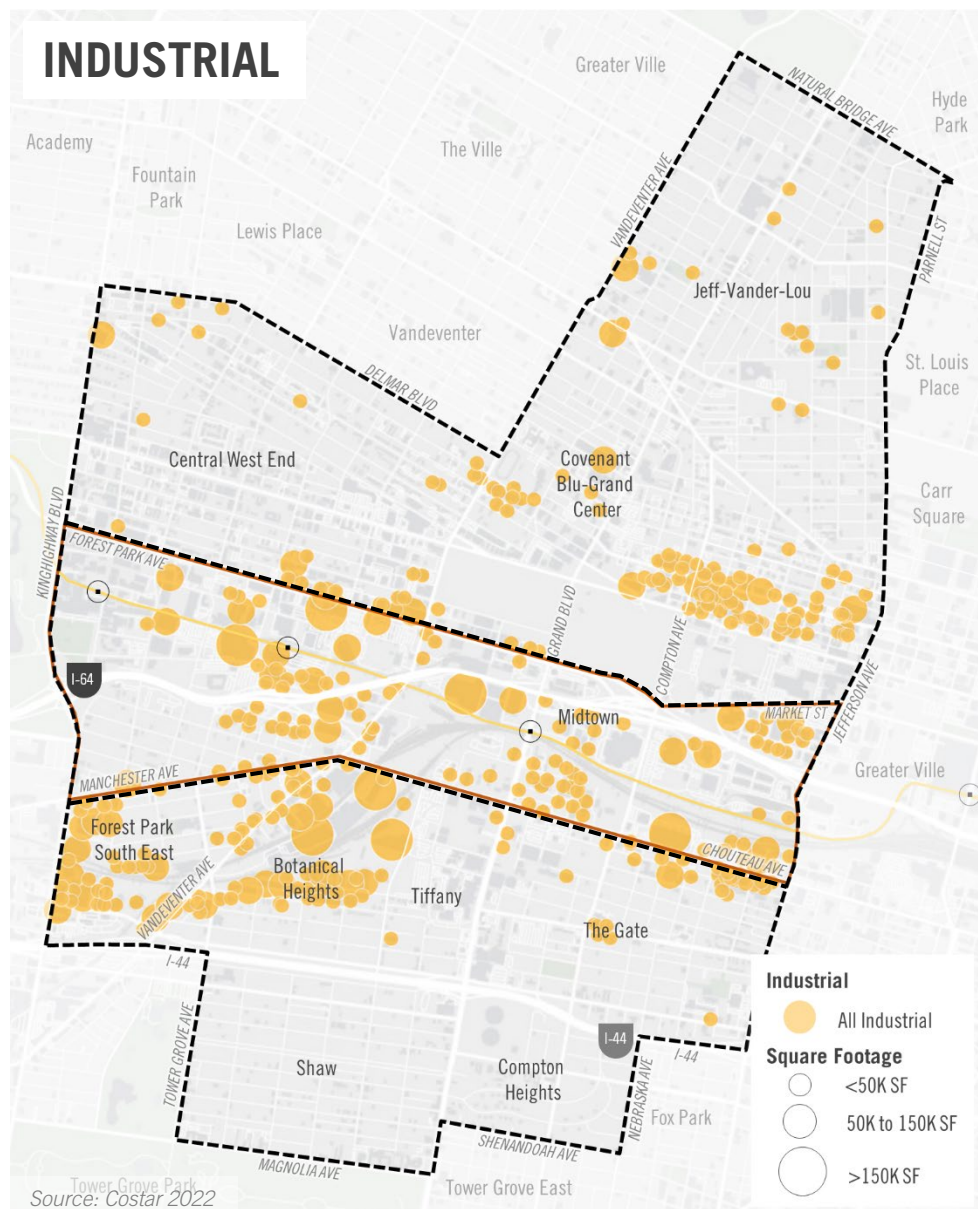 INDUSTRIAL
Greater Ville
NATURAL BRIDGE AVE
Hyde
Park
Academy
The Ville
Fountain
Park
VANDEVENTER AVE
Lewis Place
PARNELL ST
Jeff-Vander-Lou
Vandeventer
St. Louis
Place
DELMAR BLVD
Central West End
Covenant
Blu-Grand
Center
Carr
Square
KINGHIGHWAY BLVD
FOREST PARK AVE
GRAND BLVD
COMPTON AVE
I-64
JEFFERSON AVE
Midtown
MARKET ST
MANCHESTER AVE
Greater Ville
Forest Park
South East
CHOUTEAU AVE
Botanical
Heights
VANDEVENTER AVE
Tiffany
The Gate
I-44
Industrial
All Industrial
Square Footage
<50K SF
50K to 150K SF
>150K SF
TOWER GROVE AVE
Shaw
Compton
Heights
I-44
I-44
NEBRASKA AVE
Fox Park
SHENANDOAH AVE
MAGNOLIA AVE
Tower Grove Park
Tower Grove East
Source: Costar 2022